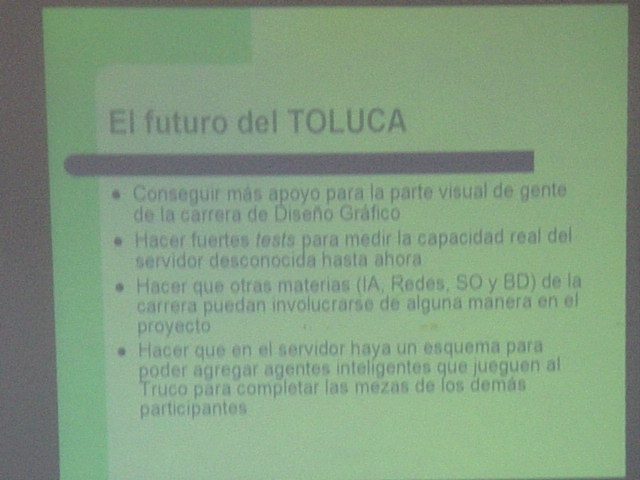 El futuro del TOLUCA
• Conseguir más apoyo para la parte visual de gente
de la carrera de Diseño Gráfico
• Hacer fuertes tests para medir la capacidad real del
servidor desconocida hasta ahora
• Hacer que otras materias (IA, Redes, SO y BD) de la
carrera puedan involucrarse de alguna manera en el
proyecto
• Hacer que en el servidor haya un esquema para
poder agregar agentes inteligentes que jueguen al
Truco para completar las mezas de los demás
participantes